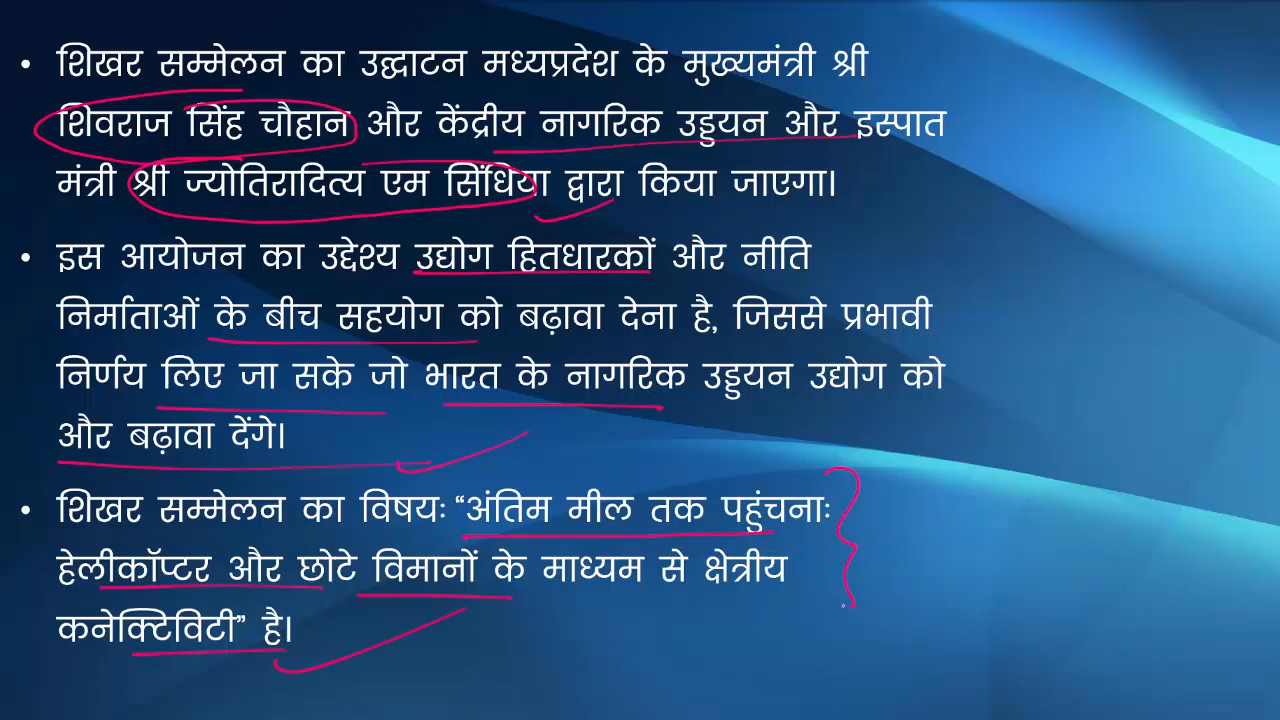 • शिखर सम्मेलन का उद्घाटन मध्यप्रदेश के मुख्यमंत्री श्री
शिवराज सिंह चौहान और केंद्रीय नागरिक उड्डयन और इस्पात
मंत्री श्री ज्योतिरादित्य एम सिंधिया द्वारा किया जाएगा।
• इस आयोजन का उद्देश्य उद्योग हितधारकों और नीति
निर्माताओं के बीच सहयोग को बढ़ावा देना है, जिससे प्रभावी
निर्णय लिए जा सके जो भारत के नागरिक उड्डयन उद्योग को
और बढ़ावा देंगे।
• शिखर सम्मेलन का विषयः “अंतिम मील तक पहुंचनाः
हेलीकॉप्टर और छोटे विमानों के माध्यम से क्षेत्रीय
कनेक्टिविटी” है।